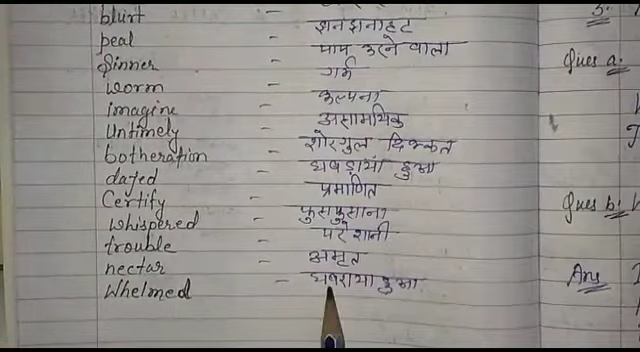 blurt -
peal - झनझनाहट
Sinner - पाप करने वाला
worm - गर्म
imagine - कल्पना
Untimely - असामयिक
botheration - शोरगुल दिक्कत
dazed - घबड़ाया हुआ
Certify - प्रमाणित
whispered - फुसफुसाना
trouble - परेशानी
nectar - अमृत
Whelmed - घबराया हुआ
Ques a:
Ques b:
Ans